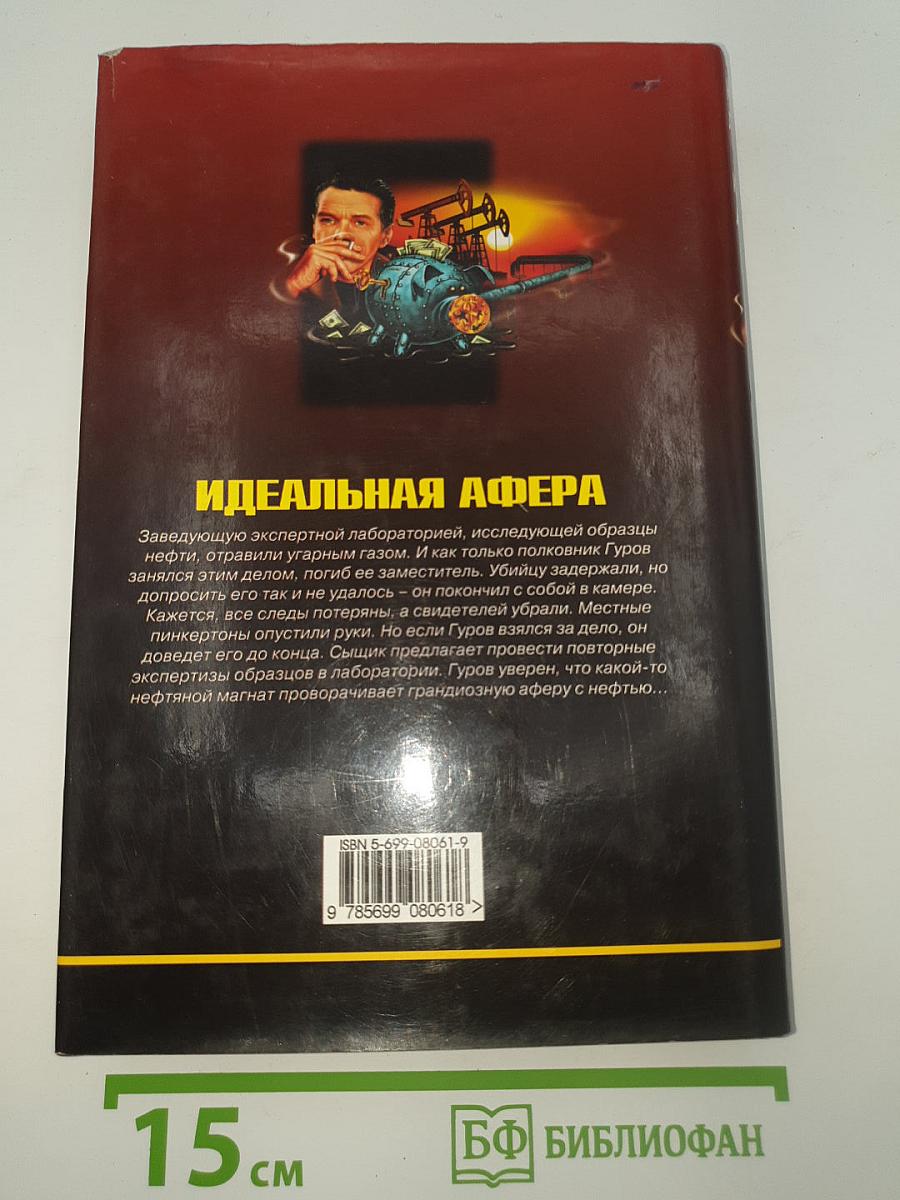 ИДЕАЛЬНАЯ АФЕРА
Заведующую экспертной лабораторией, исследующей образцы
нефти, отравили угарным газом. И как только полковник Гуров
занялся этим делом, погиб ее заместитель. Убийцу задержали, но
допросить его так и не удалось – он покончил с собой в камере.
Кажется, все следы потеряны, а свидетелей убрали. Местные
пинкертоны опустили руки. Но если Гуров взялся за дело, он
доведет его до конца. Сыщик предлагает провести повторные
экспертизы образцов в лаборатории. Гуров уверен, что какой-то
нефтяной магнат проворачивает грандиозную аферу с нефтью...
ISBN 5-699-08061-9
9 785699 080618 >
15 см
БФ БИБЛИОФАН